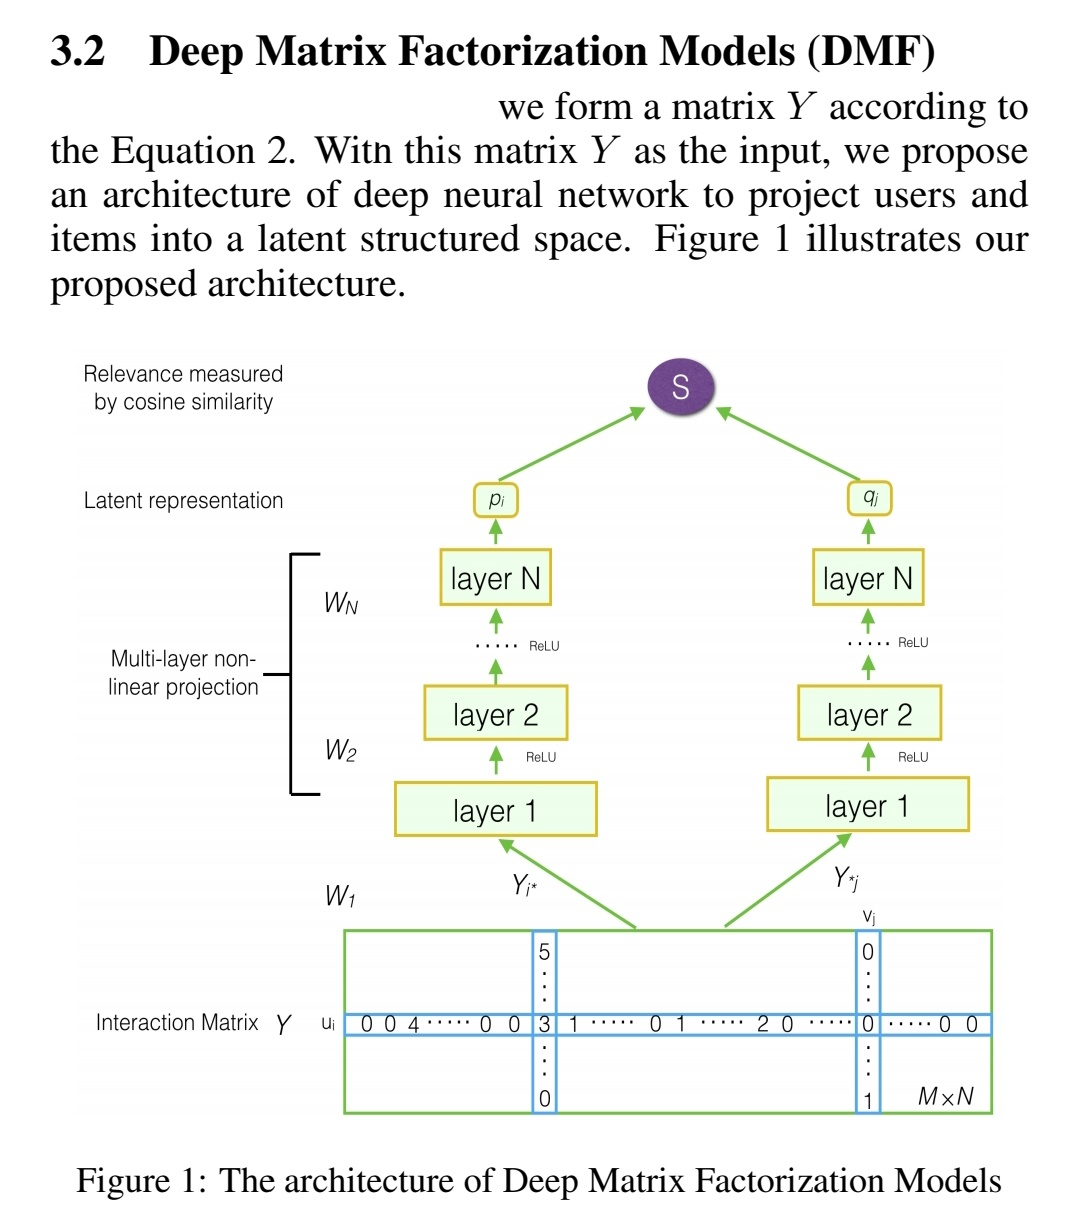 3.2 Deep Matrix Factorization Models (DMF)
we form a matrix Y according to
the Equation 2. With this matrix Y as the input, we propose
an architecture of deep neural network to project users and
items into a latent structured space. Figure 1 illustrates our
proposed architecture.
Relevance measured
by cosine similarity
S
Latent representation
pi
qj
layer N
layer N
WN
..... ReLU
..... ReLU
Multi-layer non-
linear projection
layer 2
layer 2
W2
ReLU
ReLU
layer 1
layer 1
W1
Yi*
Y*j
vj
5
0
Interaction Matrix Y
ui
0 0 4 ..... 0 0 3 1 ..... 0 1 ..... 2 0 ..... 0 ..... 0 0
0
1
M×N
Figure 1: The architecture of Deep Matrix Factorization Models